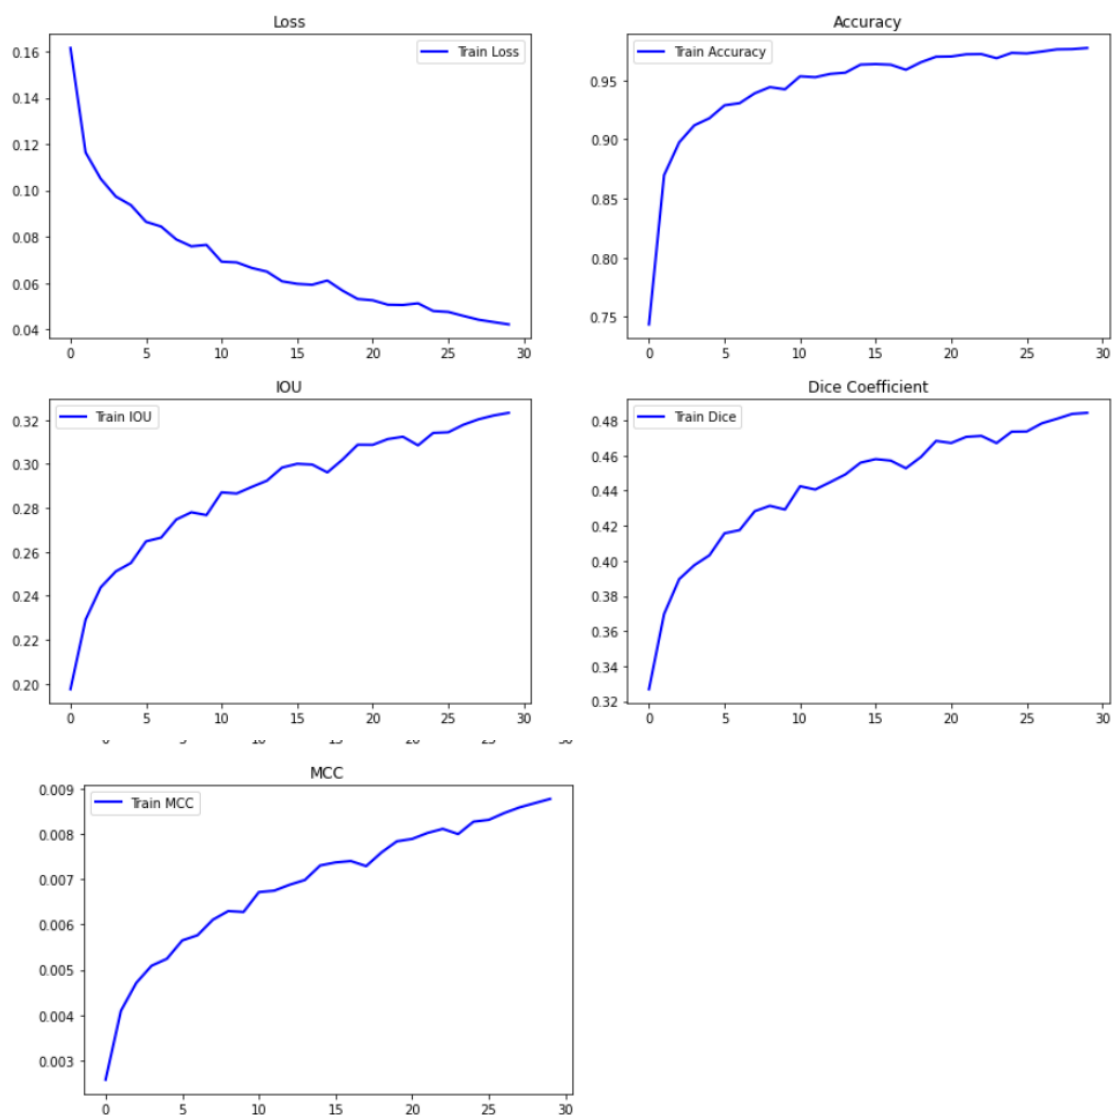 Loss
Train Loss
0.16
0.14
0.12
0.10
0.08
0.06
0.04
0 5 10 15 20 25 30
Accuracy
Train Accuracy
0.95
0.90
0.85
0.80
0.75
0 5 10 15 20 25 30
IOU
Train IOU
0.32
0.30
0.28
0.26
0.24
0.22
0.20
0 5 10 15 20 25 30
Dice Coefficient
Train Dice
0.48
0.46
0.44
0.42
0.40
0.38
0.36
0.34
0.32
0 5 10 15 20 25 30
MCC
Train MCC
0.009
0.008
0.007
0.006
0.005
0.004
0.003
0 5 10 15 20 25 30